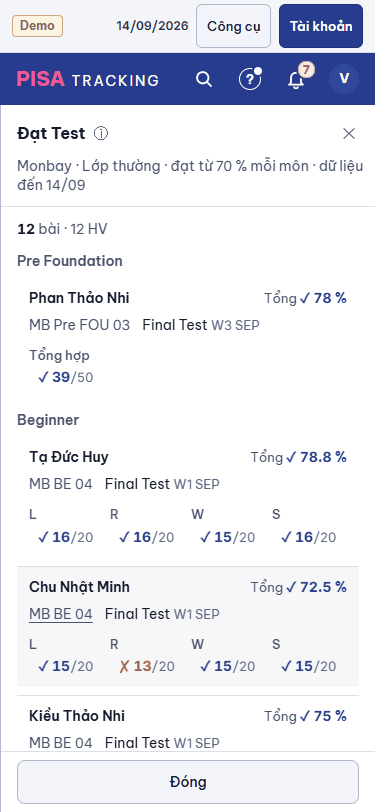 Demo 14/09/2026 Công cụ Tài khoản
PISA TRACKING ? 7 V
Đạt Test ⓘ ×
Monbay · Lớp thường · đạt từ 70 % mỗi môn · dữ liệu
đến 14/09
12 bài · 12 HV
Pre Foundation
Phan Thảo Nhi Tổng ✓ 78 %
MB Pre FOU 03 Final Test W3 SEP
Tổng hợp
✓ 39/50
Beginner
Tạ Đức Huy Tổng ✓ 78.8 %
MB BE 04 Final Test W1 SEP
L R W S
✓ 16/20 ✓ 16/20 ✓ 15/20 ✓ 16/20
Chu Nhật Minh Tổng ✓ 72.5 %
MB BE 04 Final Test W1 SEP
L R W S
✓ 15/20 ✗ 13/20 ✓ 15/20 ✓ 15/20
Kiều Thảo Nhi Tổng ✓ 75 %
MB BE 04 Final Test W1 SEP
Đóng